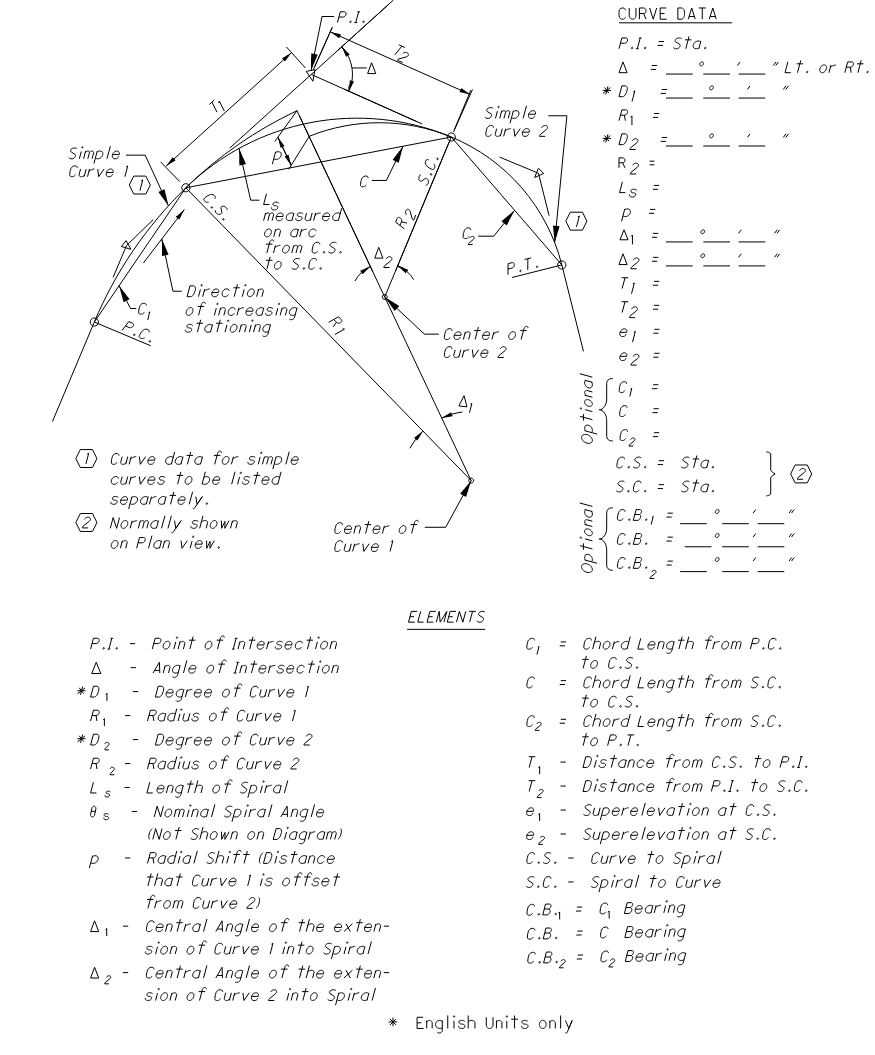 P.I.
T2
Δ
T1
Simple
Curve 2
Simple
Curve 1
1
p
C
S.C.
C.S.
Ls
measured
on arc
from C.S.
to S.C.
R2
C2
1
Δ2
P.T.
Direction
of increasing
stationing
C1
P.C.
R1
Center of
Curve 2
Δ1
1 Curve data for simple
curves to be listed
separately.
2 Normally shown
on Plan view.
Center of
Curve 1
CURVE DATA
P.I. = Sta.
Δ = ___ ° ___ ' ___ " Lt. or Rt.
* D1 = ___ ° ___ ' ___ "
R1 =
* D2 = ___ ° ___ ' ___ "
R2 =
Ls =
p =
Δ1 = ___ ° ___ ' ___ "
Δ2 = ___ ° ___ ' ___ "
T1 =
T2 =
e1 =
e2 =
Optional
C1 =
C =
C2 =
C.S. = Sta.
S.C. = Sta.
2
Optional
C.B.1 = ___ ° ___ ' ___ "
C.B. = ___ ° ___ ' ___ "
C.B.2 = ___ ° ___ ' ___ "
ELEMENTS
P.I. - Point of Intersection
Δ - Angle of Intersection
* D1 - Degree of Curve 1
R1 - Radius of Curve 1
* D2 - Degree of Curve 2
R2 - Radius of Curve 2
Ls - Length of Spiral
θs - Nominal Spiral Angle
(Not Shown on Diagram)
p - Radial Shift (Distance
that Curve 1 is offset
from Curve 2)
Δ1 - Central Angle of the exten-
sion of Curve 1 into Spiral
Δ2 - Central Angle of the exten-
sion of Curve 2 into Spiral
C1 = Chord Length from P.C.
to C.S.
C = Chord Length from S.C.
to C.S.
C2 = Chord Length from S.C.
to P.T.
T1 - Distance from C.S. to P.I.
T2 - Distance from P.I. to S.C.
e1 - Superelevation at C.S.
e2 - Superelevation at S.C.
C.S. - Curve to Spiral
S.C. - Spiral to Curve
C.B.1 = C1 Bearing
C.B. = C Bearing
C.B.2 = C2 Bearing
* English Units only